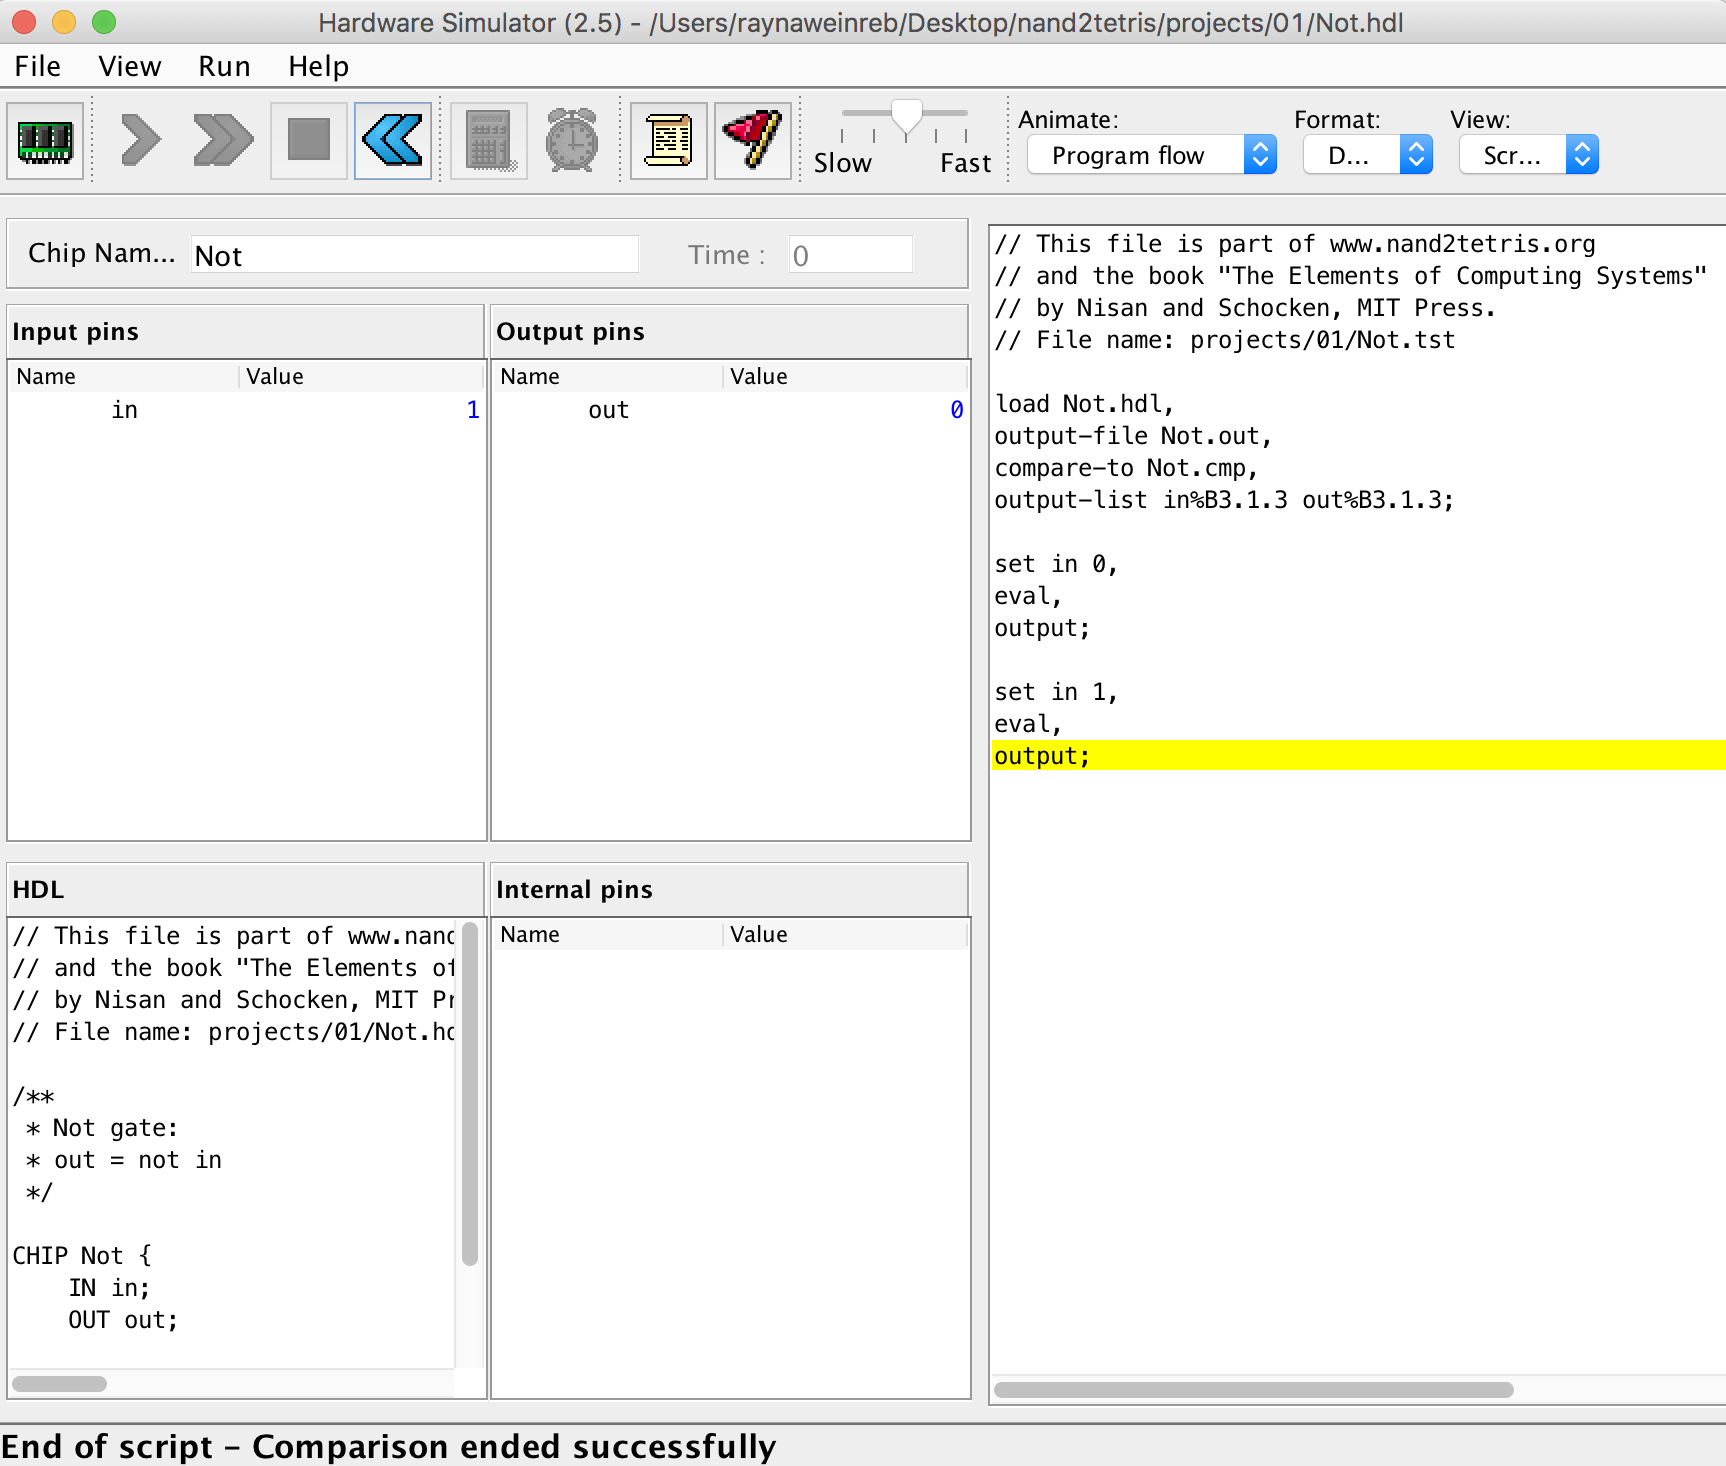 Hardware Simulator (2.5) - /Users/raynaweinreb/Desktop/nand2tetris/projects/01/Not.hdl
File View Run Help
Slow Fast
Animate: Format: View:
Program flow D... Scr...
Chip Nam... Not Time : 0
Input pins
Name Value
in 1
Output pins
Name Value
out 0
HDL
// This file is part of www.nand
// and the book "The Elements of
// by Nisan and Schocken, MIT Pr
// File name: projects/01/Not.hd
/**
* Not gate:
* out = not in
*/
CHIP Not {
IN in;
OUT out;
Internal pins
Name Value
// This file is part of www.nand2tetris.org
// and the book "The Elements of Computing Systems"
// by Nisan and Schocken, MIT Press.
// File name: projects/01/Not.tst
load Not.hdl,
output-file Not.out,
compare-to Not.cmp,
output-list in%B3.1.3 out%B3.1.3;
set in 0,
eval,
output;
set in 1,
eval,
output;
End of script - Comparison ended successfully